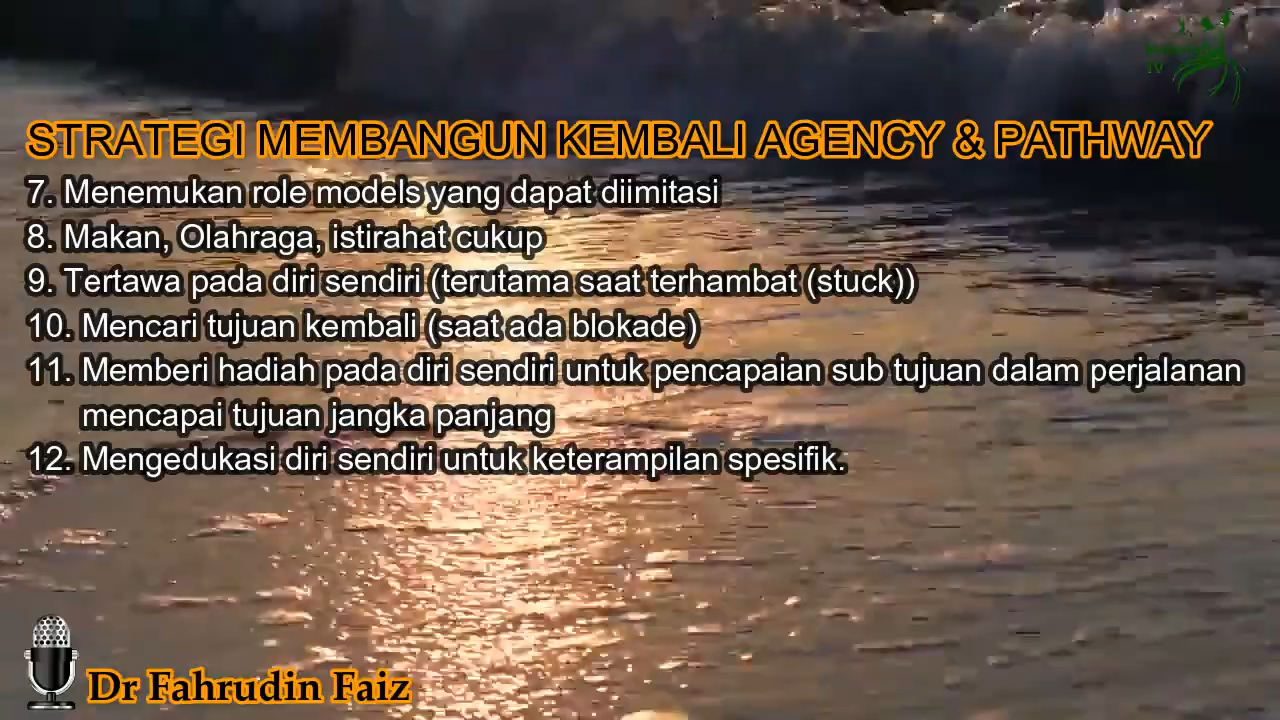 STRATEGI MEMBANGUN KEMBALI AGENCY & PATHWAY
7. Menemukan role models yang dapat diimitasi
8. Makan, Olahraga, istirahat cukup
9. Tertawa pada diri sendiri (terutama saat terhambat (stuck))
10. Mencari tujuan kembali (saat ada blokade)
11. Memberi hadiah pada diri sendiri untuk pencapaian sub tujuan dalam perjalanan
mencapai tujuan jangka panjang
12. Mengedukasi diri sendiri untuk keterampilan spesifik.
Dr Fahrudin Faiz